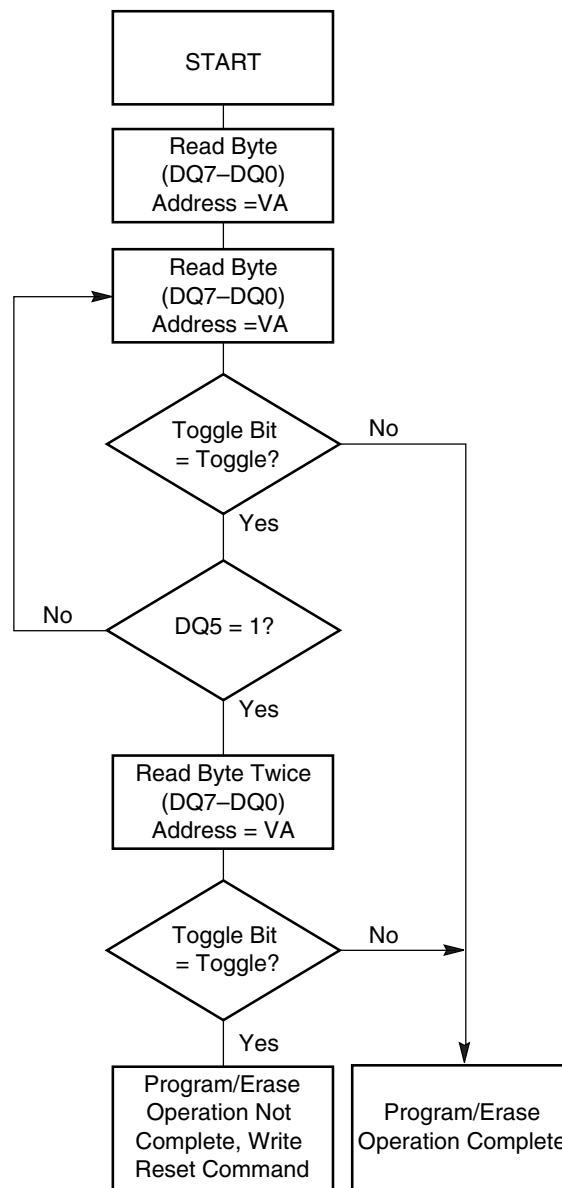 START
Read Byte
(DQ7–DQ0)
Address =VA
Read Byte
(DQ7–DQ0)
Address =VA
Toggle Bit
= Toggle?
No
Yes
No
DQ5 = 1?
Yes
Read Byte Twice
(DQ7–DQ0)
Address = VA
Toggle Bit
= Toggle?
No
Yes
Program/Erase
Operation Not
Complete, Write
Reset Command
Program/Erase
Operation Complete